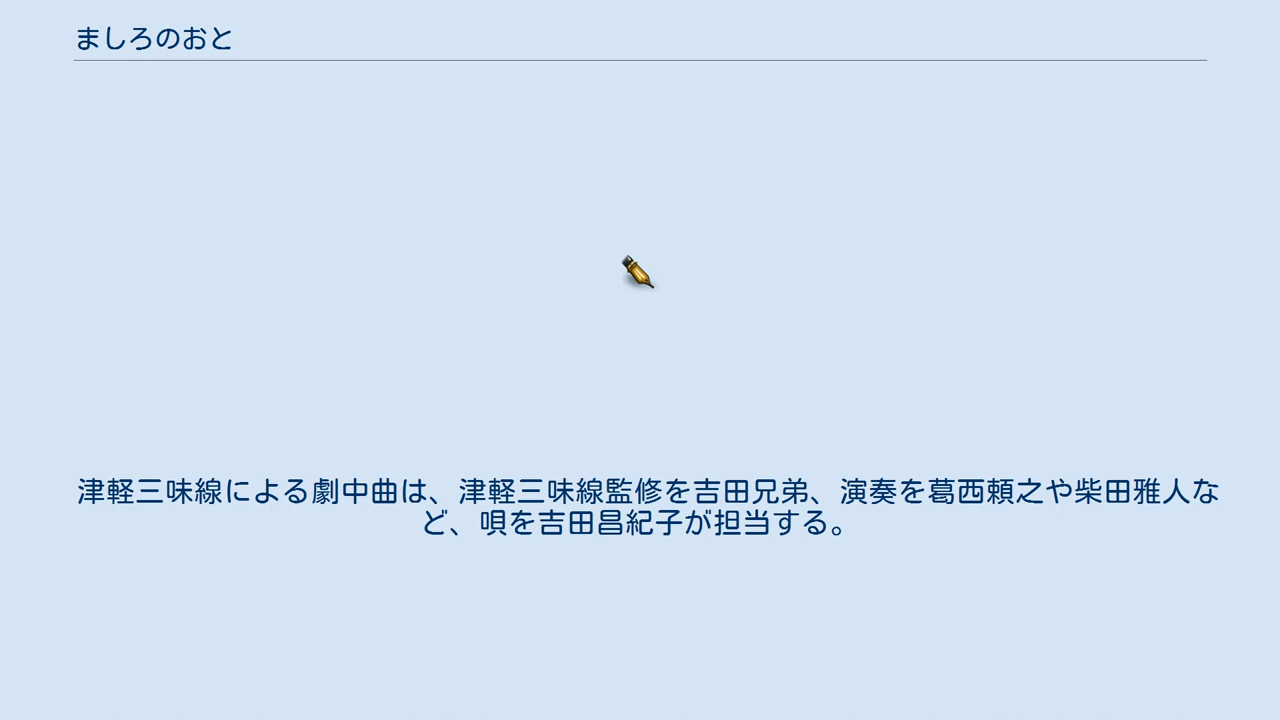 ましろのおと
津軽三味線による劇中曲は、津軽三味線監修を吉田兄弟、演奏を葛西頼之や柴田雅人な
ど、唄を吉田昌紀子が担当する。